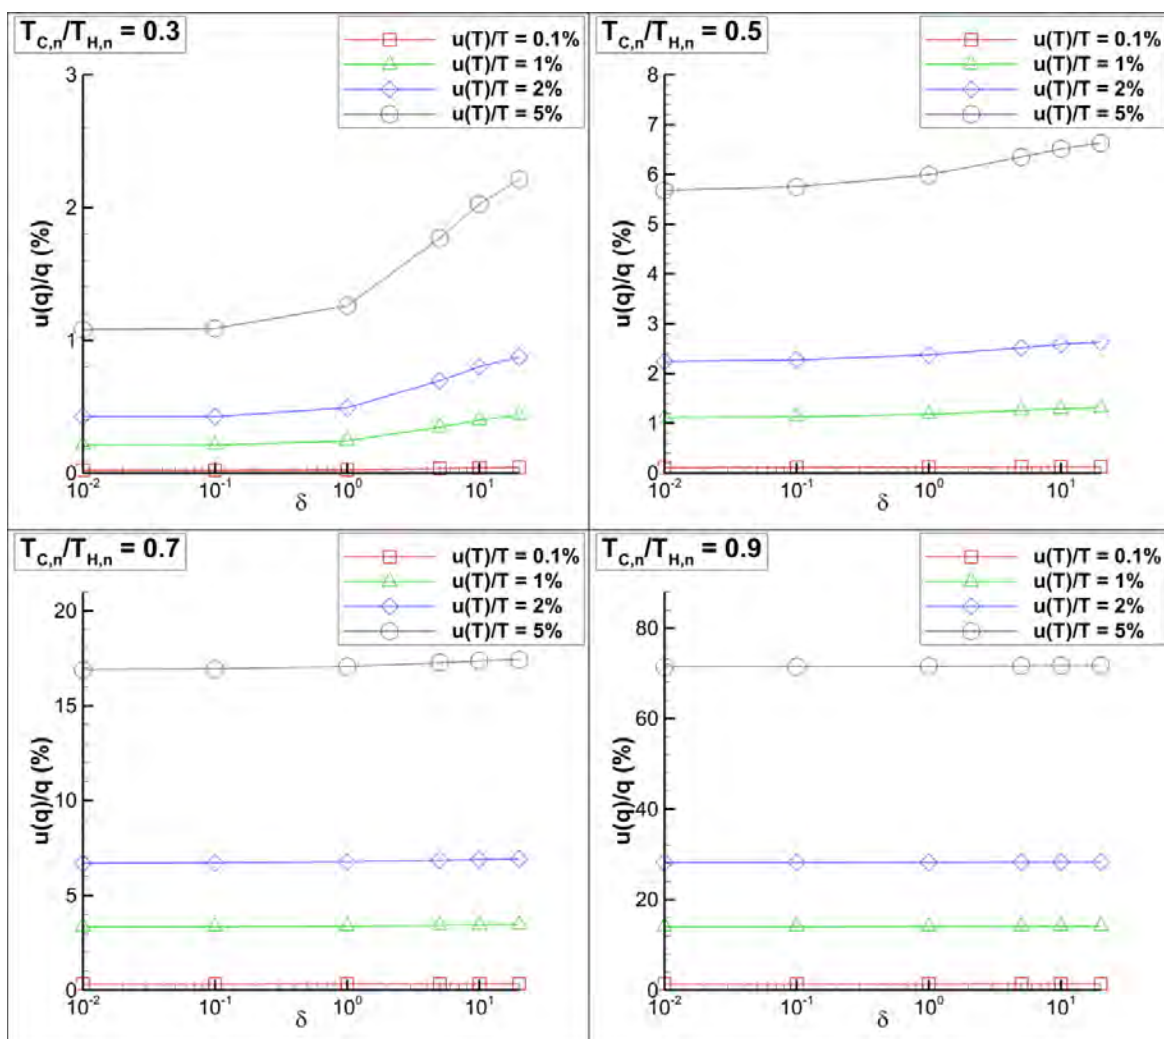 T_C,n/T_H,n = 0.3
u(T)/T = 0.1%
u(T)/T = 1%
u(T)/T = 2%
u(T)/T = 5%
3
2
1
0
u(q)/q (%)
10^-2
10^-1
10^0
10^1
δ
T_C,n/T_H,n = 0.5
u(T)/T = 0.1%
u(T)/T = 1%
u(T)/T = 2%
u(T)/T = 5%
8
7
6
5
4
3
2
1
0
u(q)/q (%)
10^-2
10^-1
10^0
10^1
δ
T_C,n/T_H,n = 0.7
u(T)/T = 0.1%
u(T)/T = 1%
u(T)/T = 2%
u(T)/T = 5%
20
15
10
5
0
u(q)/q (%)
10^-2
10^-1
10^0
10^1
δ
T_C,n/T_H,n = 0.9
u(T)/T = 0.1%
u(T)/T = 1%
u(T)/T = 2%
u(T)/T = 5%
80
60
40
20
0
u(q)/q (%)
10^-2
10^-1
10^0
10^1
δ